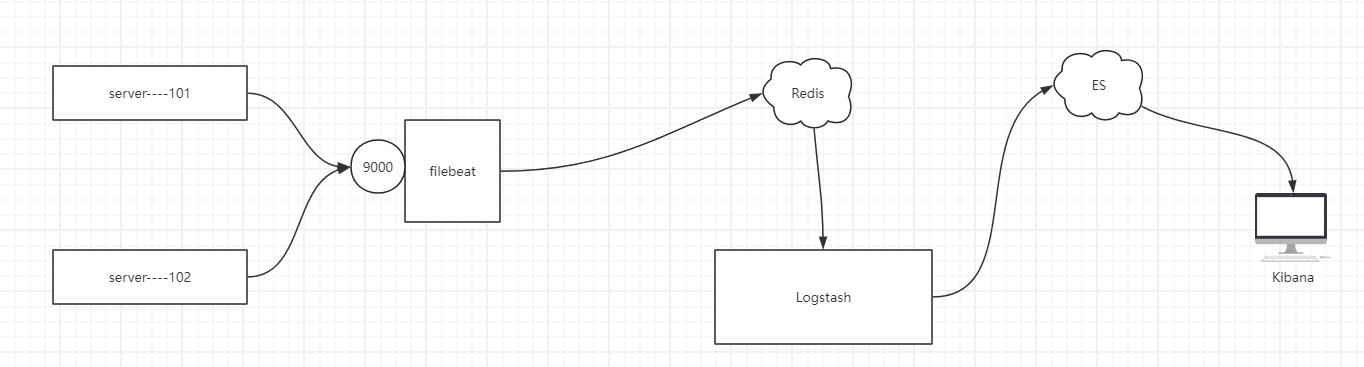 server----101
server----102
9000
filebeat
Redis
Logstash
ES
Kibana